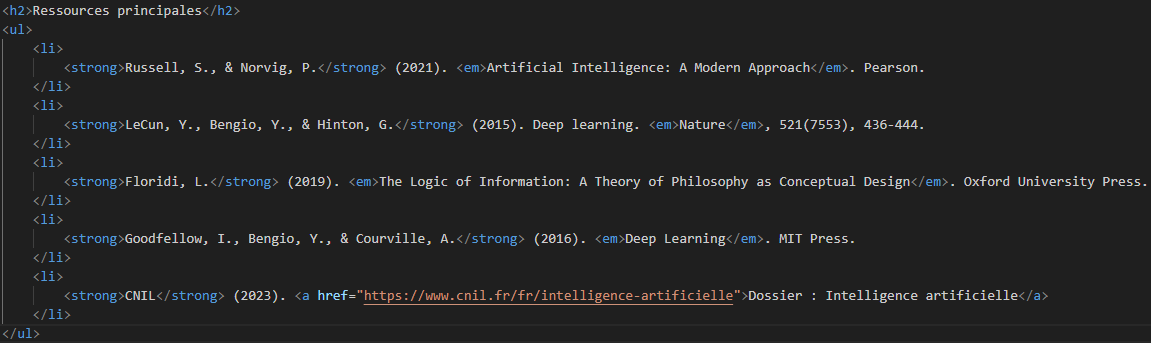 <h2>Ressources principales</h2>
<ul>
    <li>
        <strong>Russell, S., & Norvig, P.</strong> (2021). <em>Artificial Intelligence: A Modern Approach</em>. Pearson.
    </li>
    <li>
        <strong>LeCun, Y., Bengio, Y., & Hinton, G.</strong> (2015). Deep learning. <em>Nature</em>, 521(7553), 436-444.
    </li>
    <li>
        <strong>Floridi, L.</strong> (2019). <em>The Logic of Information: A Theory of Philosophy as Conceptual Design</em>. Oxford University Press.
    </li>
    <li>
        <strong>Goodfellow, I., Bengio, Y., & Courville, A.</strong> (2016). <em>Deep Learning</em>. MIT Press.
    </li>
    <li>
        <strong>CNIL</strong> (2023). <a href="https://www.cnil.fr/fr/intelligence-artificielle">Dossier : Intelligence artificielle</a>
    </li>
</ul>